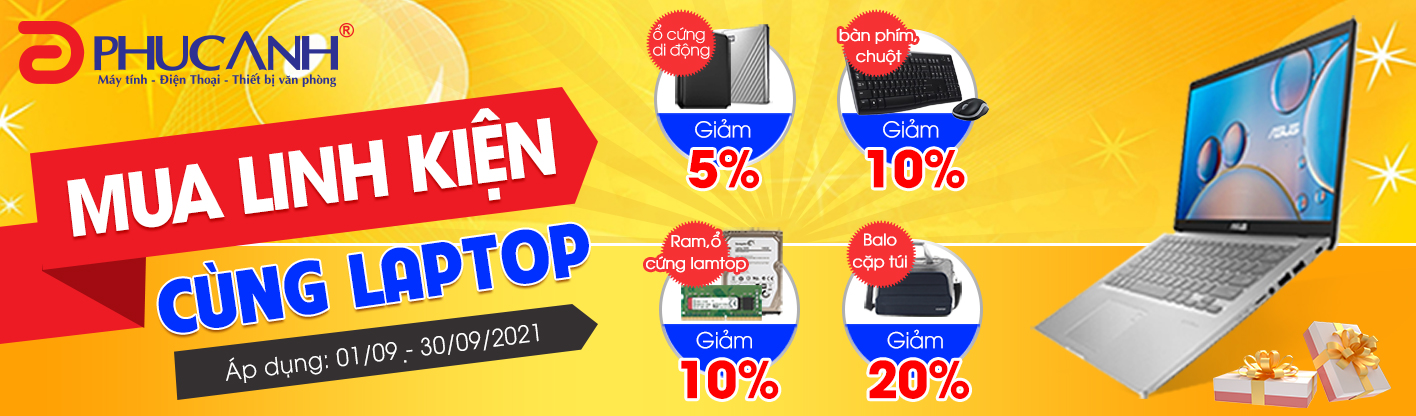 PHUCANH®
Máy tính - Điện Thoại - Thiết bị văn phòng
MUA LINH KIỆN
CÙNG LAPTOP
Áp dụng: 01/09 - 30/09/2021
ổ cứng
di động
Giảm
5%
bàn phím,
chuột
Giảm
10%
Ram,ổ
cứng lamtop
Giảm
10%
Balo
cặp túi
Giảm
20%
ASUS
ASUS